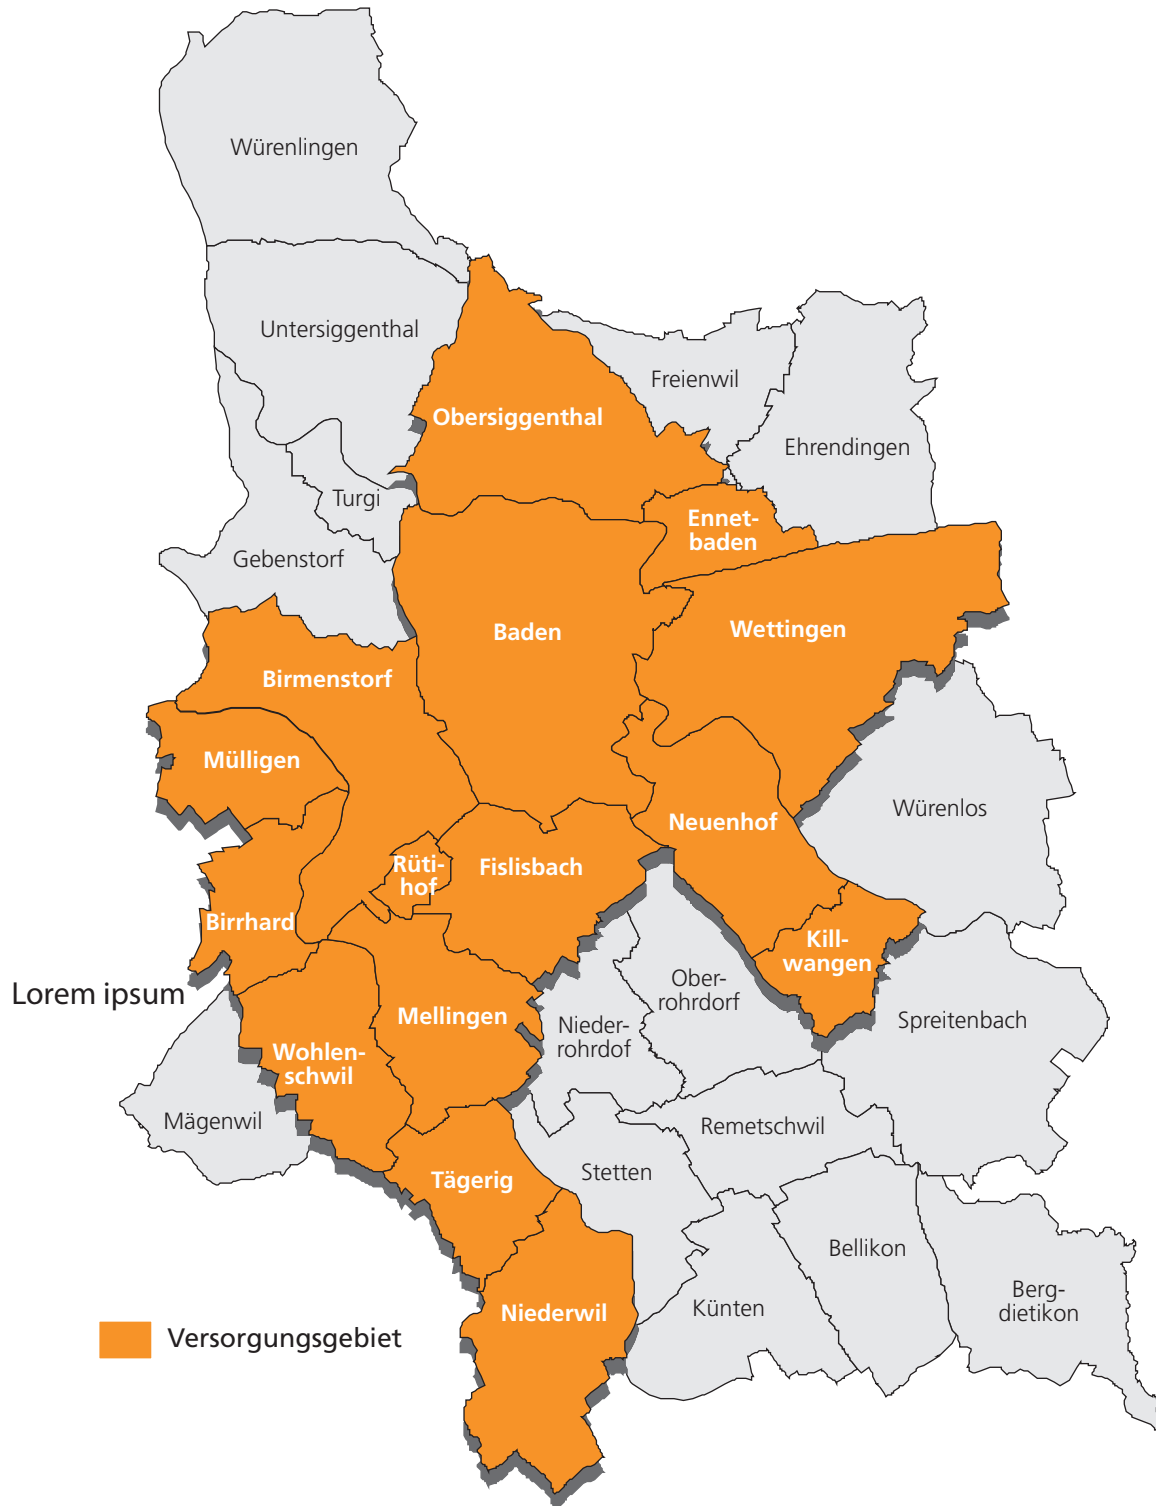 Würenlingen
Untersiggenthal
Freienwil
Obersiggenthal
Ehrendingen
Turgi
Ennet-
baden
Gebenstorf
Baden
Wettingen
Birmenstorf
Mülligen
Würenlos
Neuenhof
Rüti-
hof
Fislisbach
Birrhard
Kill-
wangen
Ober-
rohrdorf
Lorem ipsum
Mellingen
Nieder-
rohrdof
Spreitenbach
Wohlen-
schwil
Mägenwil
Remetschwil
Stetten
Tägerig
Bellikon
Berg-
dietikon
Künten
Niederwil
Versorgungsgebiet